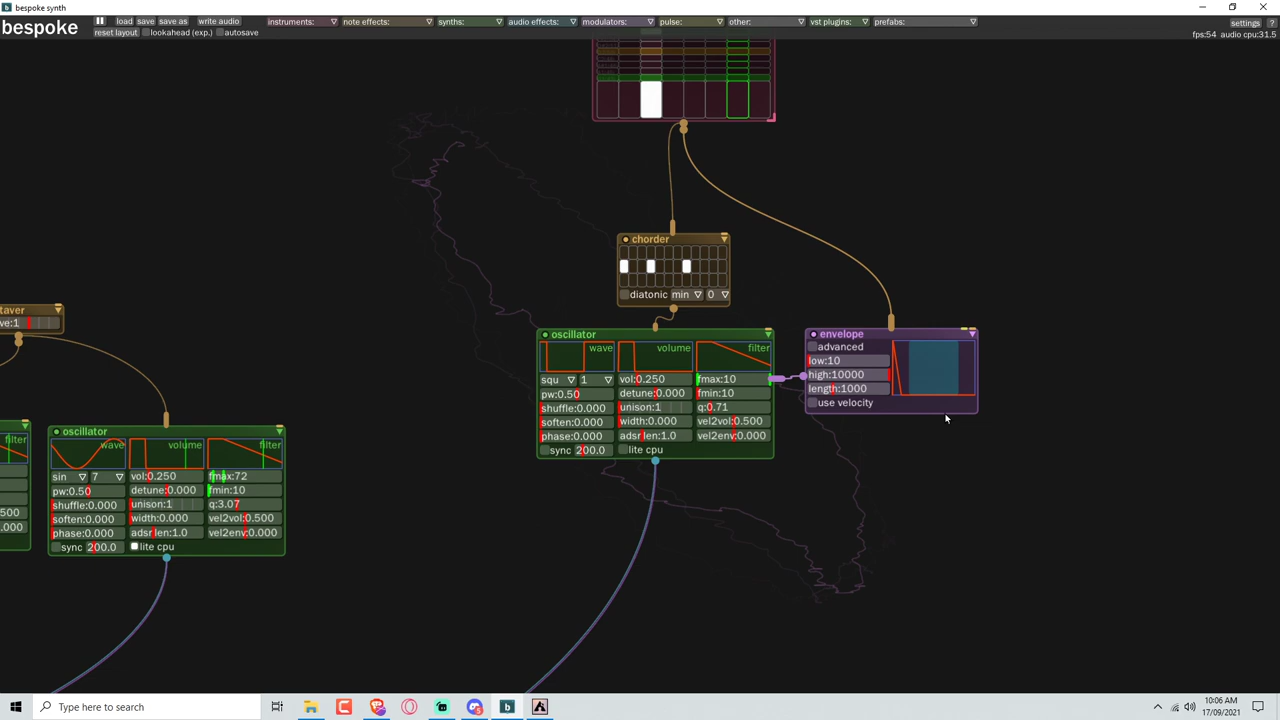 bespoke synth
bespoke
load save save as write audio
instruments: note effects: synths: audio effects: modulators: pulse: other: vst plugins: prefabs:
settings ?
reset layout lookahead (exp.) autosave
fps:54 audio cpu:31.5
chorder
diatonic min 0
taver
ve:1
oscillator
wave volume filter
squ 1 vol:0.250 fmax:10
pw:0.50 detune:0.000 fmin:10
shuffle:0.000 unison:1 q:0.71
soften:0.000 width:0.000 vel2vol:0.500
phase:0.000 adsr len:1.0 vel2env:0.000
sync 200.0 lite cpu
envelope
advanced
low:10
high:10000
length:1000
use velocity
filter
500
0.000
oscillator
wave volume filter
sin 7 vol:0.250 fmax:72
pw:0.50 detune:0.000 fmin:10
shuffle:0.000 unison:1 q:3.07
soften:0.000 width:0.000 vel2vol:0.500
phase:0.000 adsr len:1.0 vel2env:0.000
sync 200.0 lite cpu
Type here to search
10:06 AM
17/09/2021